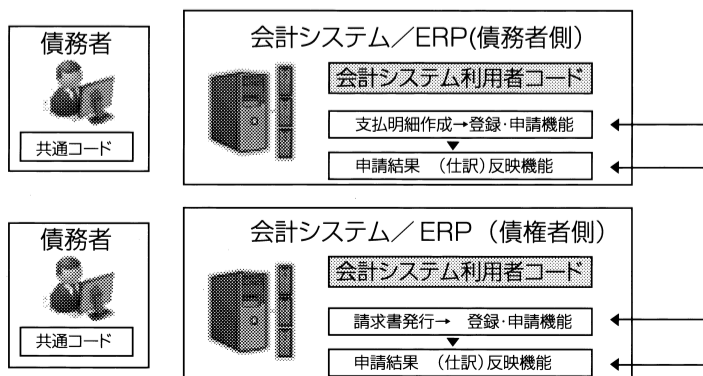 債務者
共通コード
会計システム／ERP(債務者側)
会計システム利用者コード
支払明細作成→登録･申請機能
申請結果　(仕訳)反映機能
債務者
共通コード
会計システム／ERP（債権者側）
会計システム利用者コード
請求書発行→　登録･申請機能
申請結果　(仕訳)反映機能